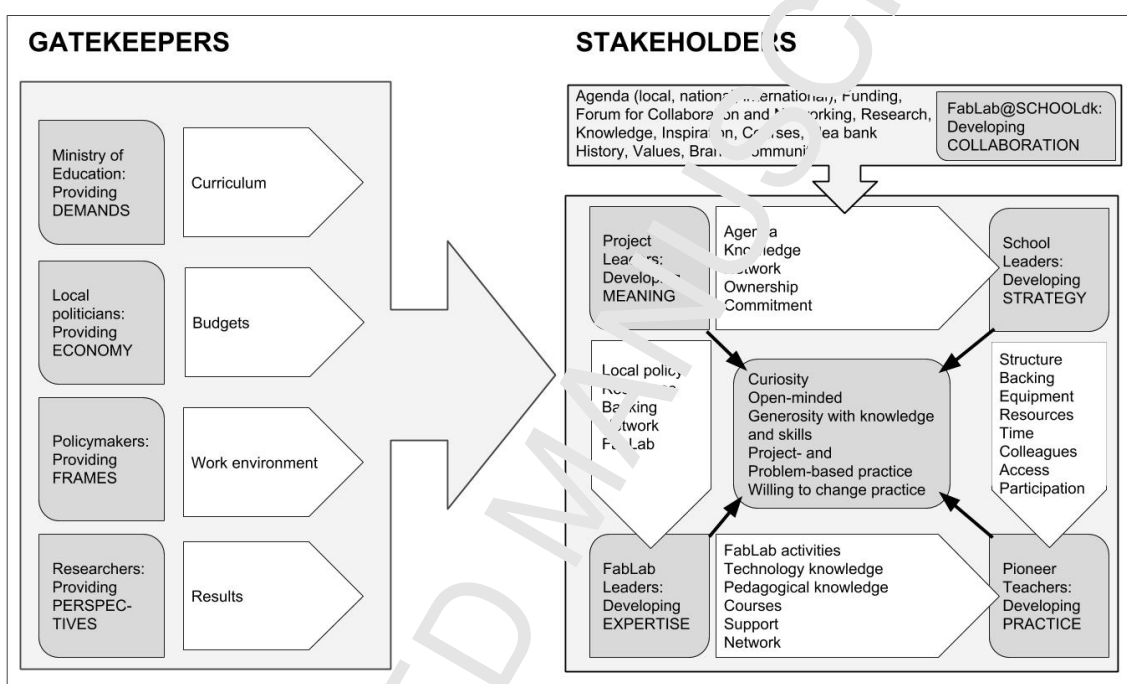 GATEKEEPERS
Ministry of
Education:
Providing
DEMANDS
Curriculum
Local
politicians:
Providing
ECONOMY
Budgets
Policymakers:
Providing
FRAMES
Work environment
Researchers:
Providing
PERSPEC-
TIVES
Results
STAKEHOLDERS
Agenda (local, national, international), Funding,
Forum for Collaboration and Networking, Research,
Knowledge, Inspiration, Courses, Idea bank
History, Values, Brand,
FabLab@SCHOOLdk:
Developing
COLLABORATION
Project
Leaders:
Developing
MEANING
Agenda
Knowledge
Network
Ownership
Commitment
School
Leaders:
Developing
STRATEGY
Local policy
Backing
Network
FabLab
Curiosity
Open-minded
Generosity with knowledge
and skills
Project- and
Problem-based practice
Willing to change practice
Structure
Backing
Equipment
Resources
Time
Colleagues
Access
Participation
FabLab
Leaders:
Developing
EXPERTISE
FabLab activities
Technology knowledge
Pedagogical knowledge
Courses
Support
Network
Pioneer
Teachers:
Developing
PRACTICE